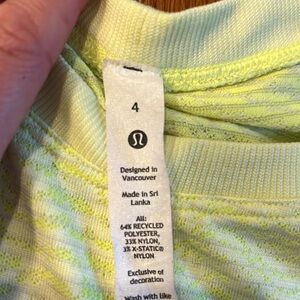 4
Designed in
Vancouver
Made in Sri
Lanka
All:
64% RECYCLED
POLYESTER,
33% NYLON,
3% X-STATIC®
NYLON
Exclusive of
decoration
Wash with like